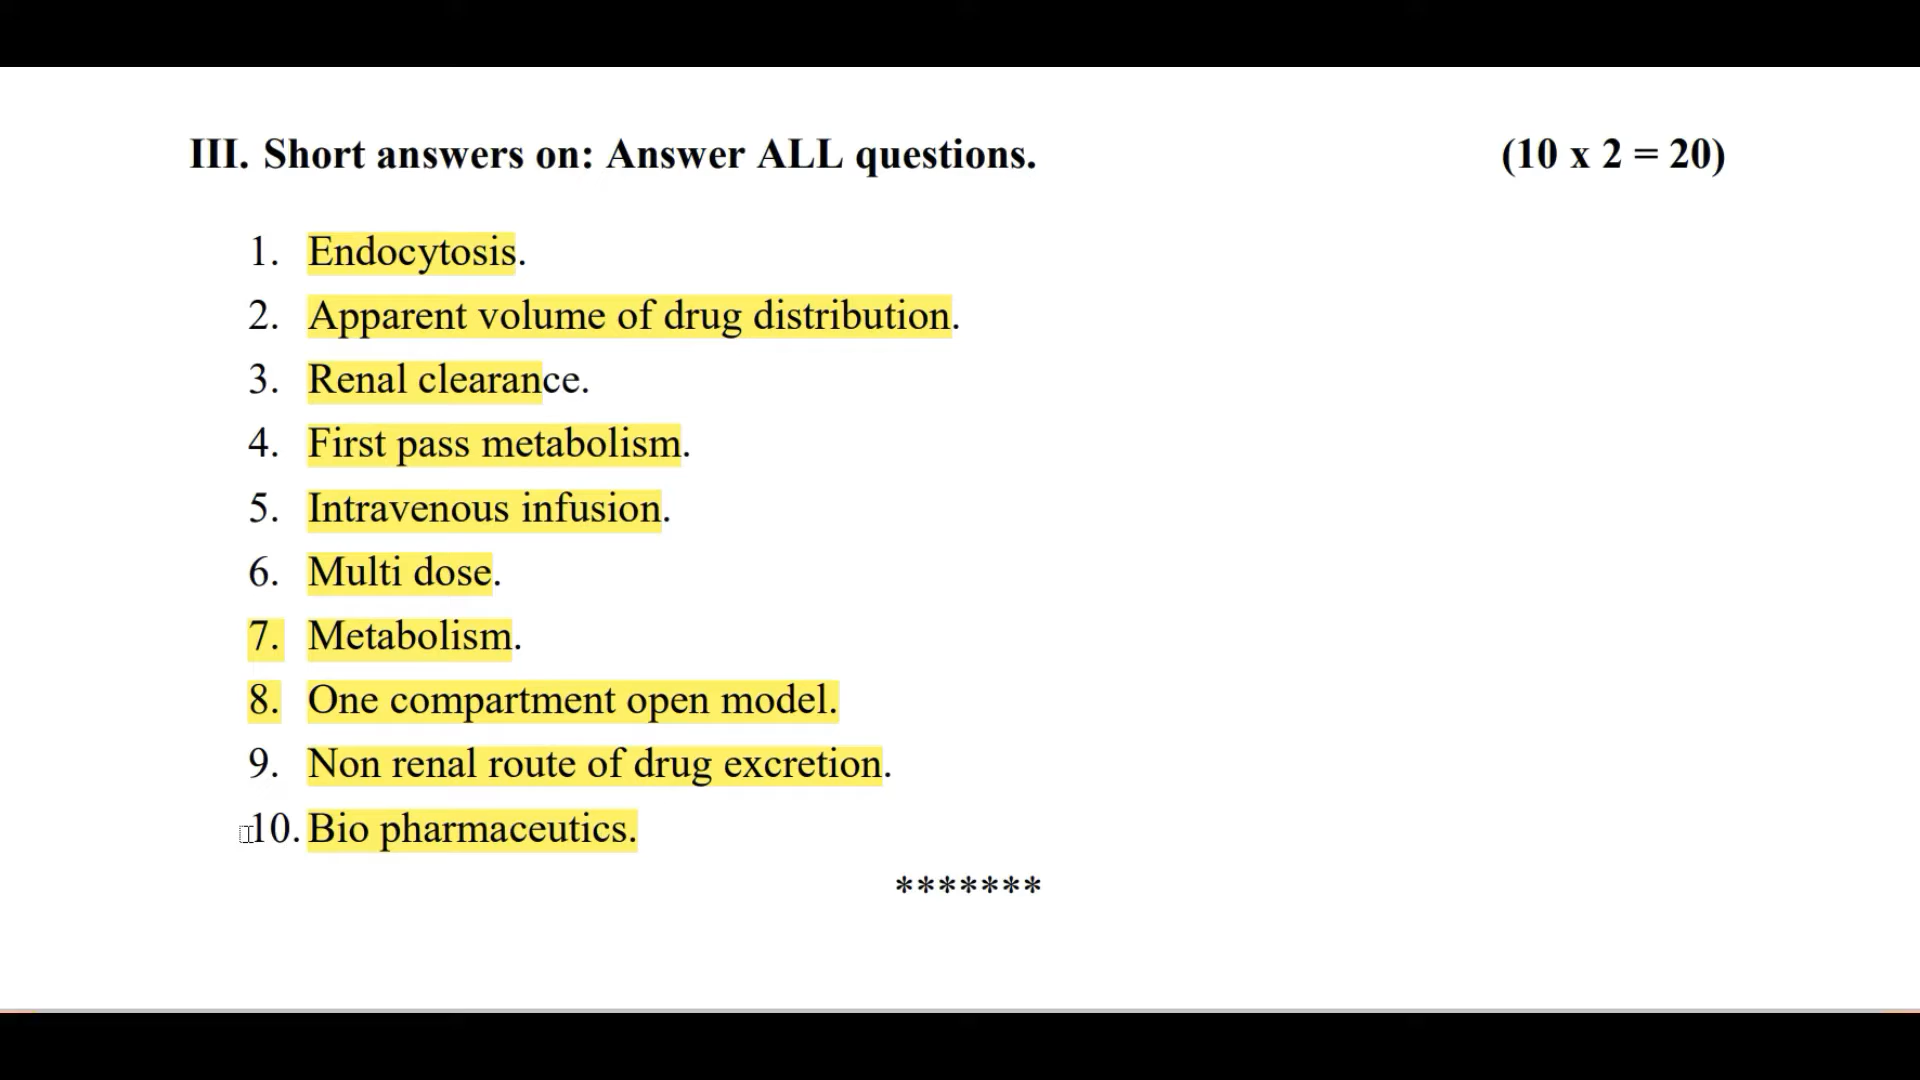 III. Short answers on: Answer ALL questions. (10 x 2 = 20)
1. Endocytosis.
2. Apparent volume of drug distribution.
3. Renal clearance.
4. First pass metabolism.
5. Intravenous infusion.
6. Multi dose.
7. Metabolism.
8. One compartment open model.
9. Non renal route of drug excretion.
10. Bio pharmaceutics.
*******